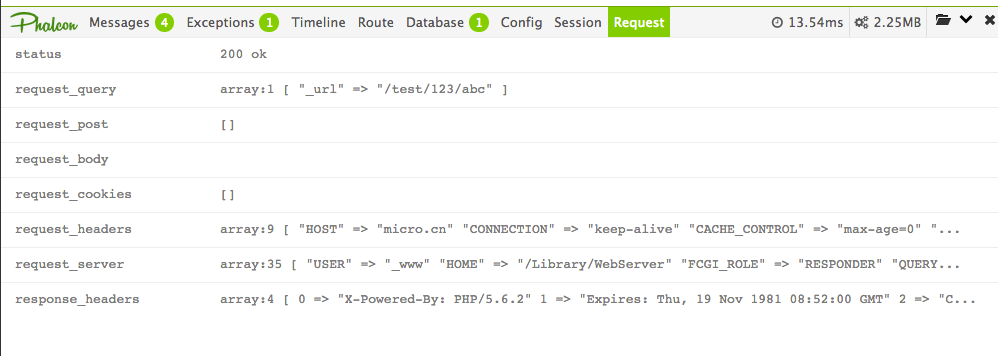 Phalcon Messages 4 Exceptions 1 Timeline Route Database 1 Config Session Request 13.54ms 2.25MB
status 200 ok
request_query array:1 [ "_url" => "/test/123/abc" ]
request_post []
request_body
request_cookies []
request_headers array:9 [ "HOST" => "micro.cn" "CONNECTION" => "keep-alive" "CACHE_CONTROL" => "max-age=0" "...
request_server array:35 [ "USER" => "_www" "HOME" => "/Library/WebServer" "FCGI_ROLE" => "RESPONDER" "QUERY...
response_headers array:4 [ 0 => "X-Powered-By: PHP/5.6.2" 1 => "Expires: Thu, 19 Nov 1981 08:52:00 GMT" 2 => "C...